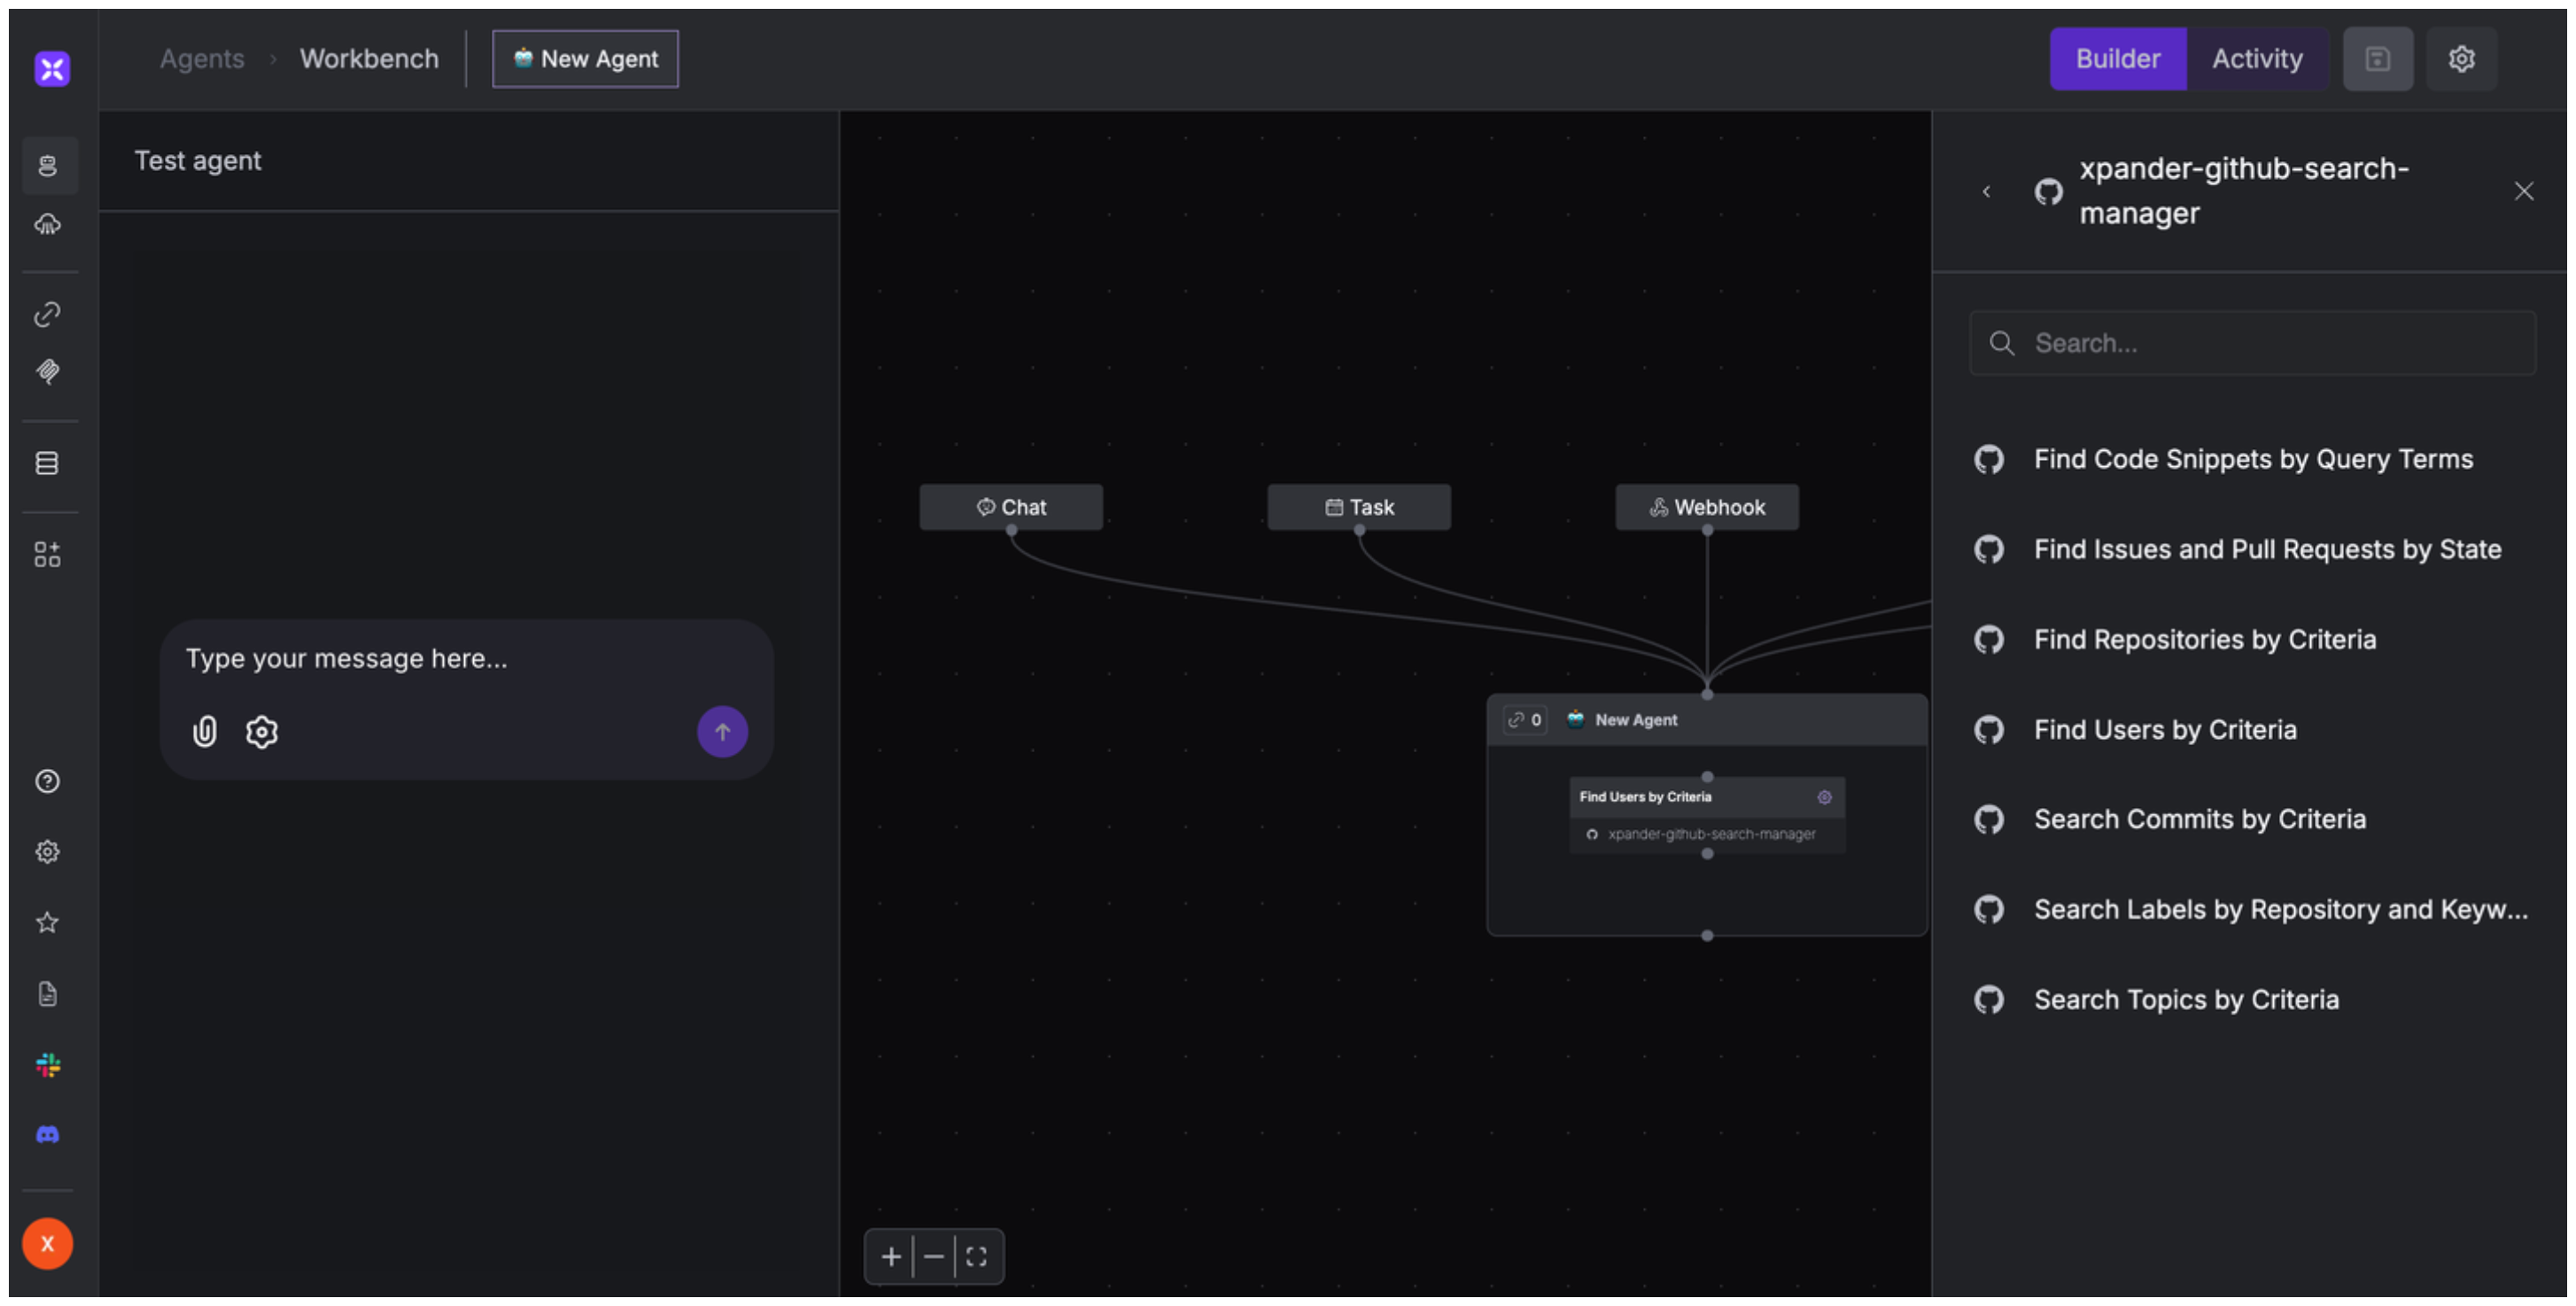 Agents › Workbench
New Agent
Builder
Activity
Test agent
Type your message here...
X
Chat
Task
Webhook
0
New Agent
Find Users by Criteria
xpander-github-search-manager
xpander-github-search-
manager
Search...
Find Code Snippets by Query Terms
Find Issues and Pull Requests by State
Find Repositories by Criteria
Find Users by Criteria
Search Commits by Criteria
Search Labels by Repository and Keyw...
Search Topics by Criteria